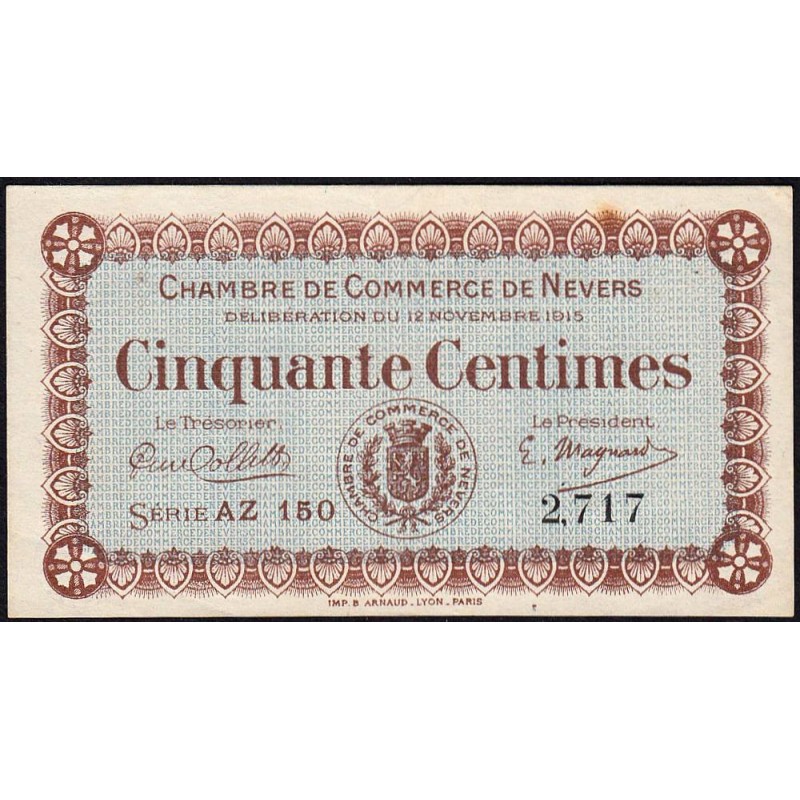 CHAMBRE DE COMMERCE DE NEVERS
DÉLIBÉRATION DU 12 NOVEMBRE 1915
Cinquante Centimes
Le Trésorier, Le Président,
CHAMBRE DE COMMERCE DE NEVERS
E. Maynard
SÉRIE AZ 150 2,717
IMP. B. ARNAUD _ LYON _ PARIS